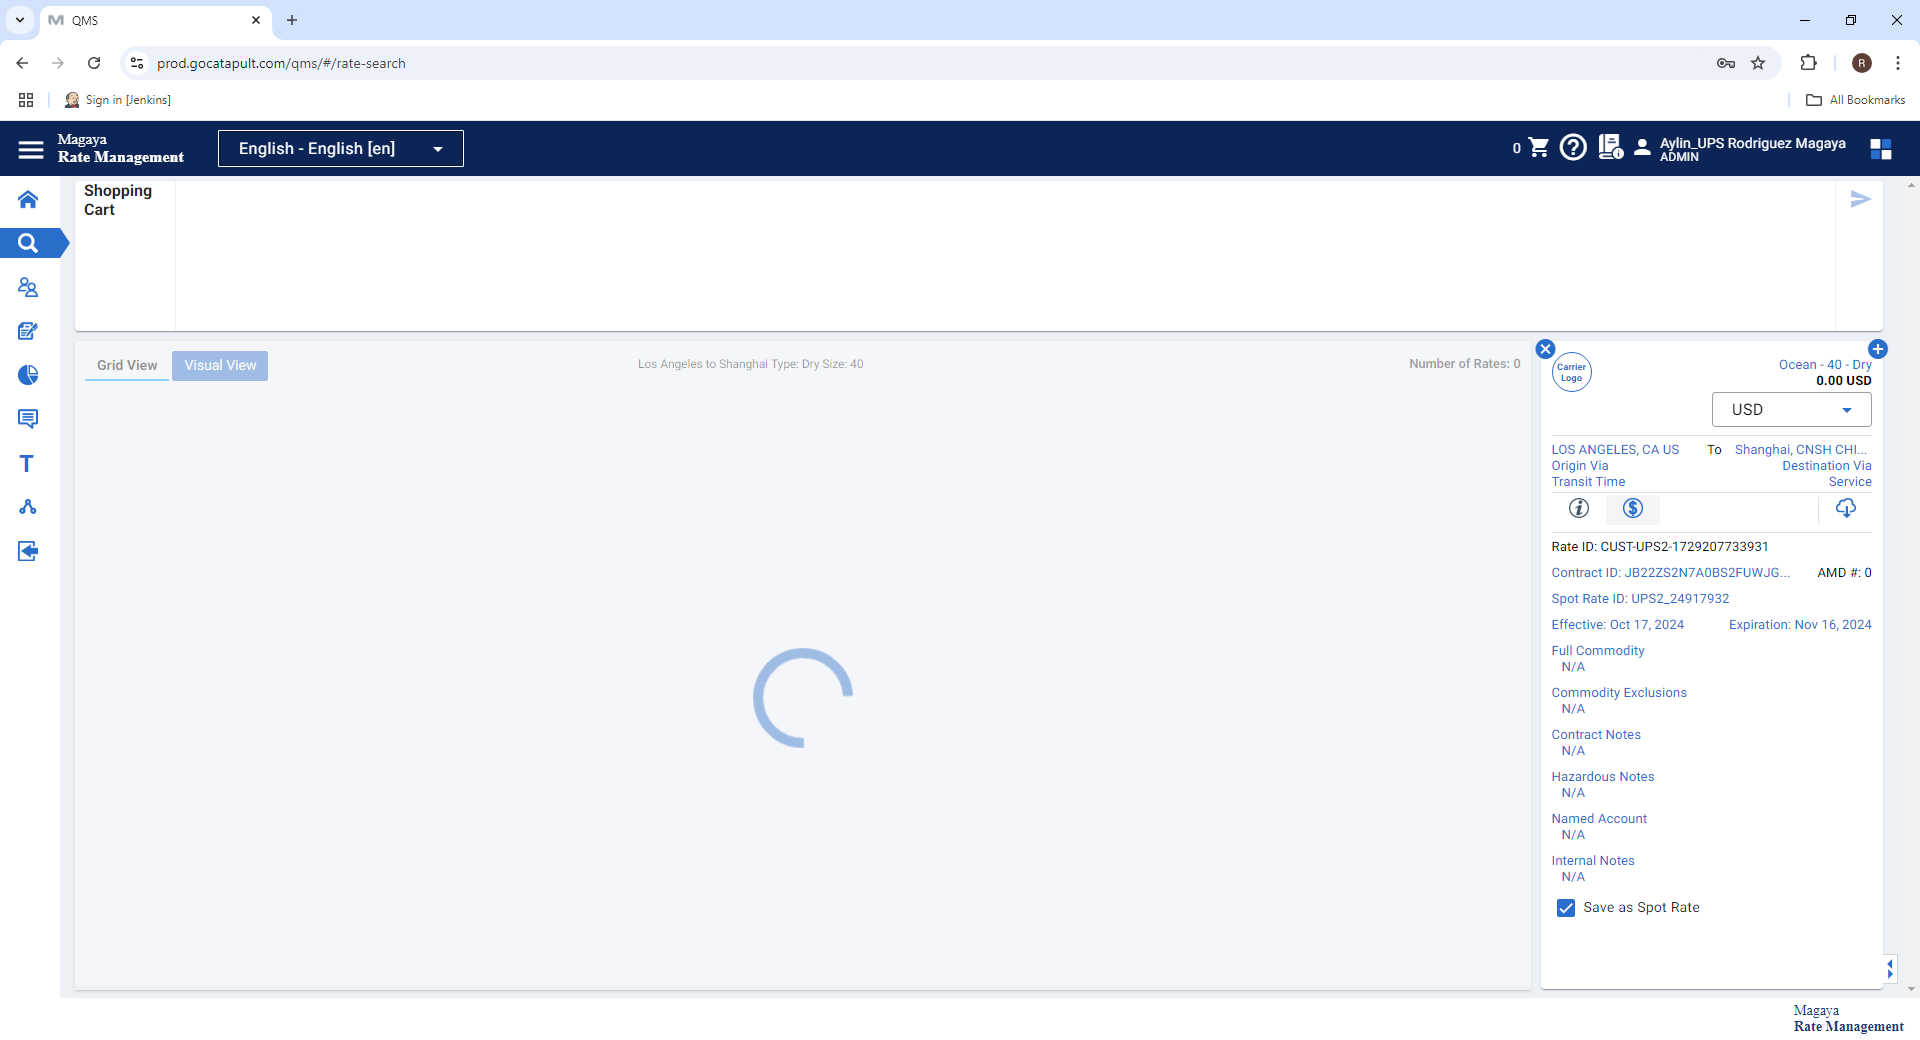 QMS
prod.gocatapult.com/qms/#/rate-search
R
Sign in [Jenkins]
All Bookmarks
Magaya
Rate Management
English - English [en]
0
Aylin_UPS Rodriguez Magaya
ADMIN
Shopping
Cart
Grid View
Visual View
Los Angeles to Shanghai Type: Dry Size: 40
Number of Rates: 0
Carrier
Logo
Ocean - 40 - Dry
0.00 USD
USD
LOS ANGELES, CA US To Shanghai, CNSH CHI...
Origin Via Destination Via
Transit Time Service
Rate ID: CUST-UPS2-1729207733931
Contract ID: JB22ZS2N7A0BS2FUWJG... AMD #: 0
Spot Rate ID: UPS2_24917932
Effective: Oct 17, 2024 Expiration: Nov 16, 2024
Full Commodity
N/A
Commodity Exclusions
N/A
Contract Notes
N/A
Hazardous Notes
N/A
Named Account
N/A
Internal Notes
N/A
Save as Spot Rate
Magaya
Rate Management